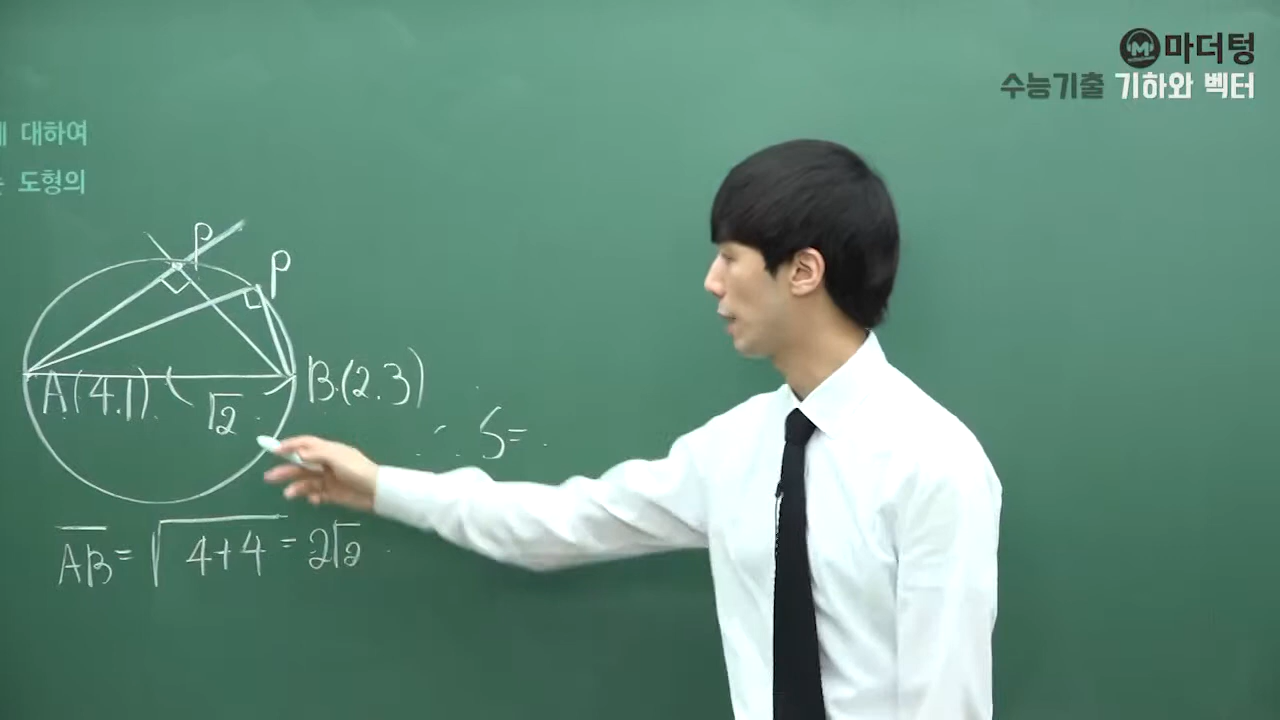 마더텅
수능기출 기하와 벡터
대하여
도형의
P
P
A(4.1)
√2
B(2.3)
∴ S=
AB = √4+4 = 2√2